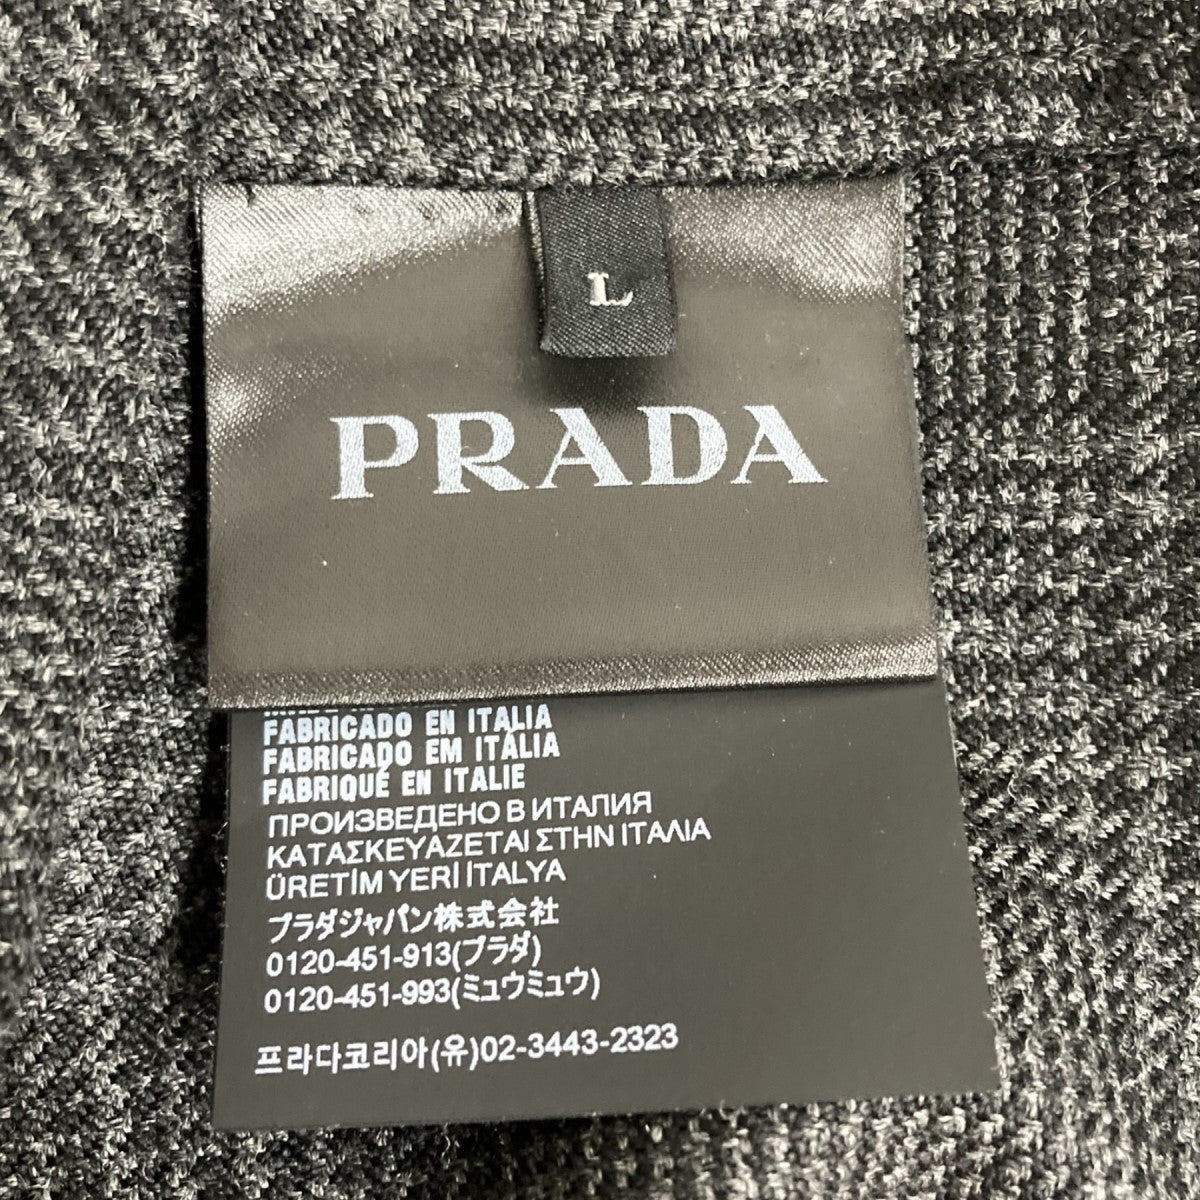 L
PRADA
FABRICADO EN ITALIA
FABRICADO EM ITÁLIA
FABRIQUÉ EN ITALIE
ПРОИЗВЕДЕНО В ИТАЛИЯ
ΚΑΤΑΣΚΕΥΑΖΕΤΑΙ ΣΤΗΝ ΙΤΑΛΙΑ
ÜRETİM YERİ İTALYA
プラダジャパン株式会社
0120-451-913(プラダ)
0120-451-993(ミュウミュウ)
프라다코리아(유)02-3443-2323